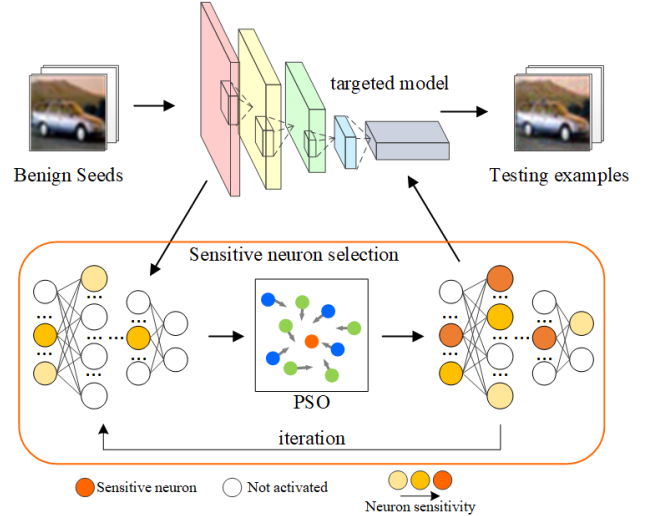 targeted model
Benign Seeds
Testing examples
Sensitive neuron selection
...
...
...
...
...
...
...
...
...
...
...
...
PSO
iteration
Sensitive neuron
Not activated
Neuron sensitivity